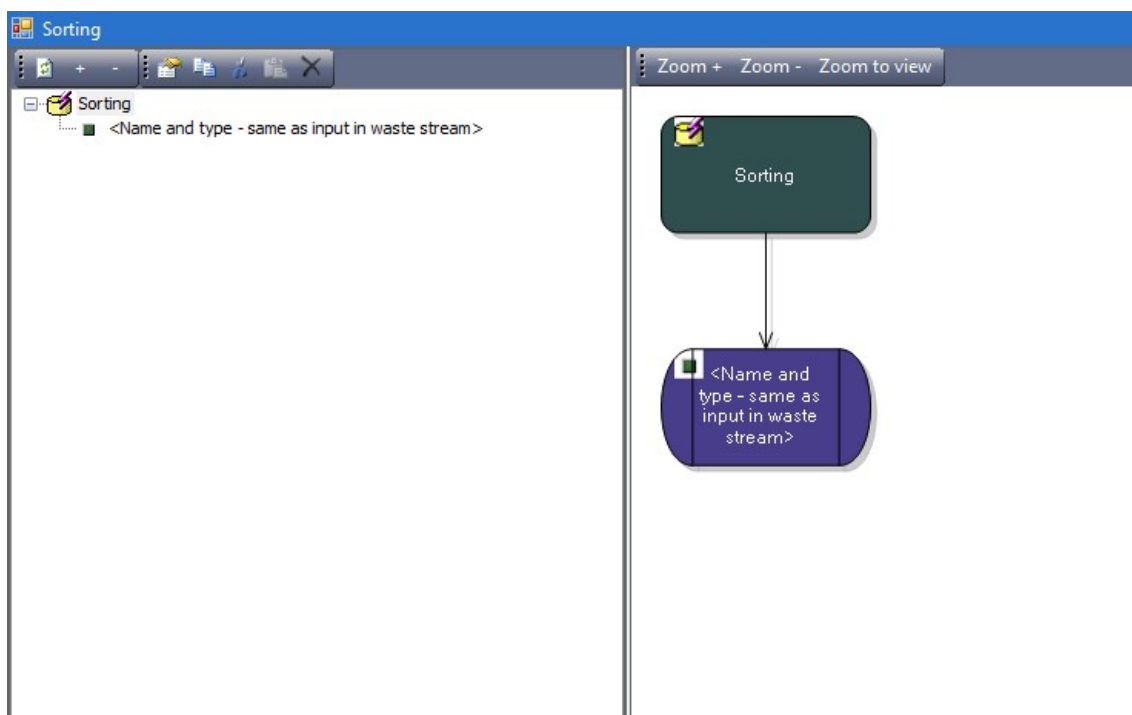 Sorting
+ -
Zoom + Zoom - Zoom to view
Sorting
<Name and type - same as input in waste stream>
Sorting
<Name and
type - same as
input in waste
stream>